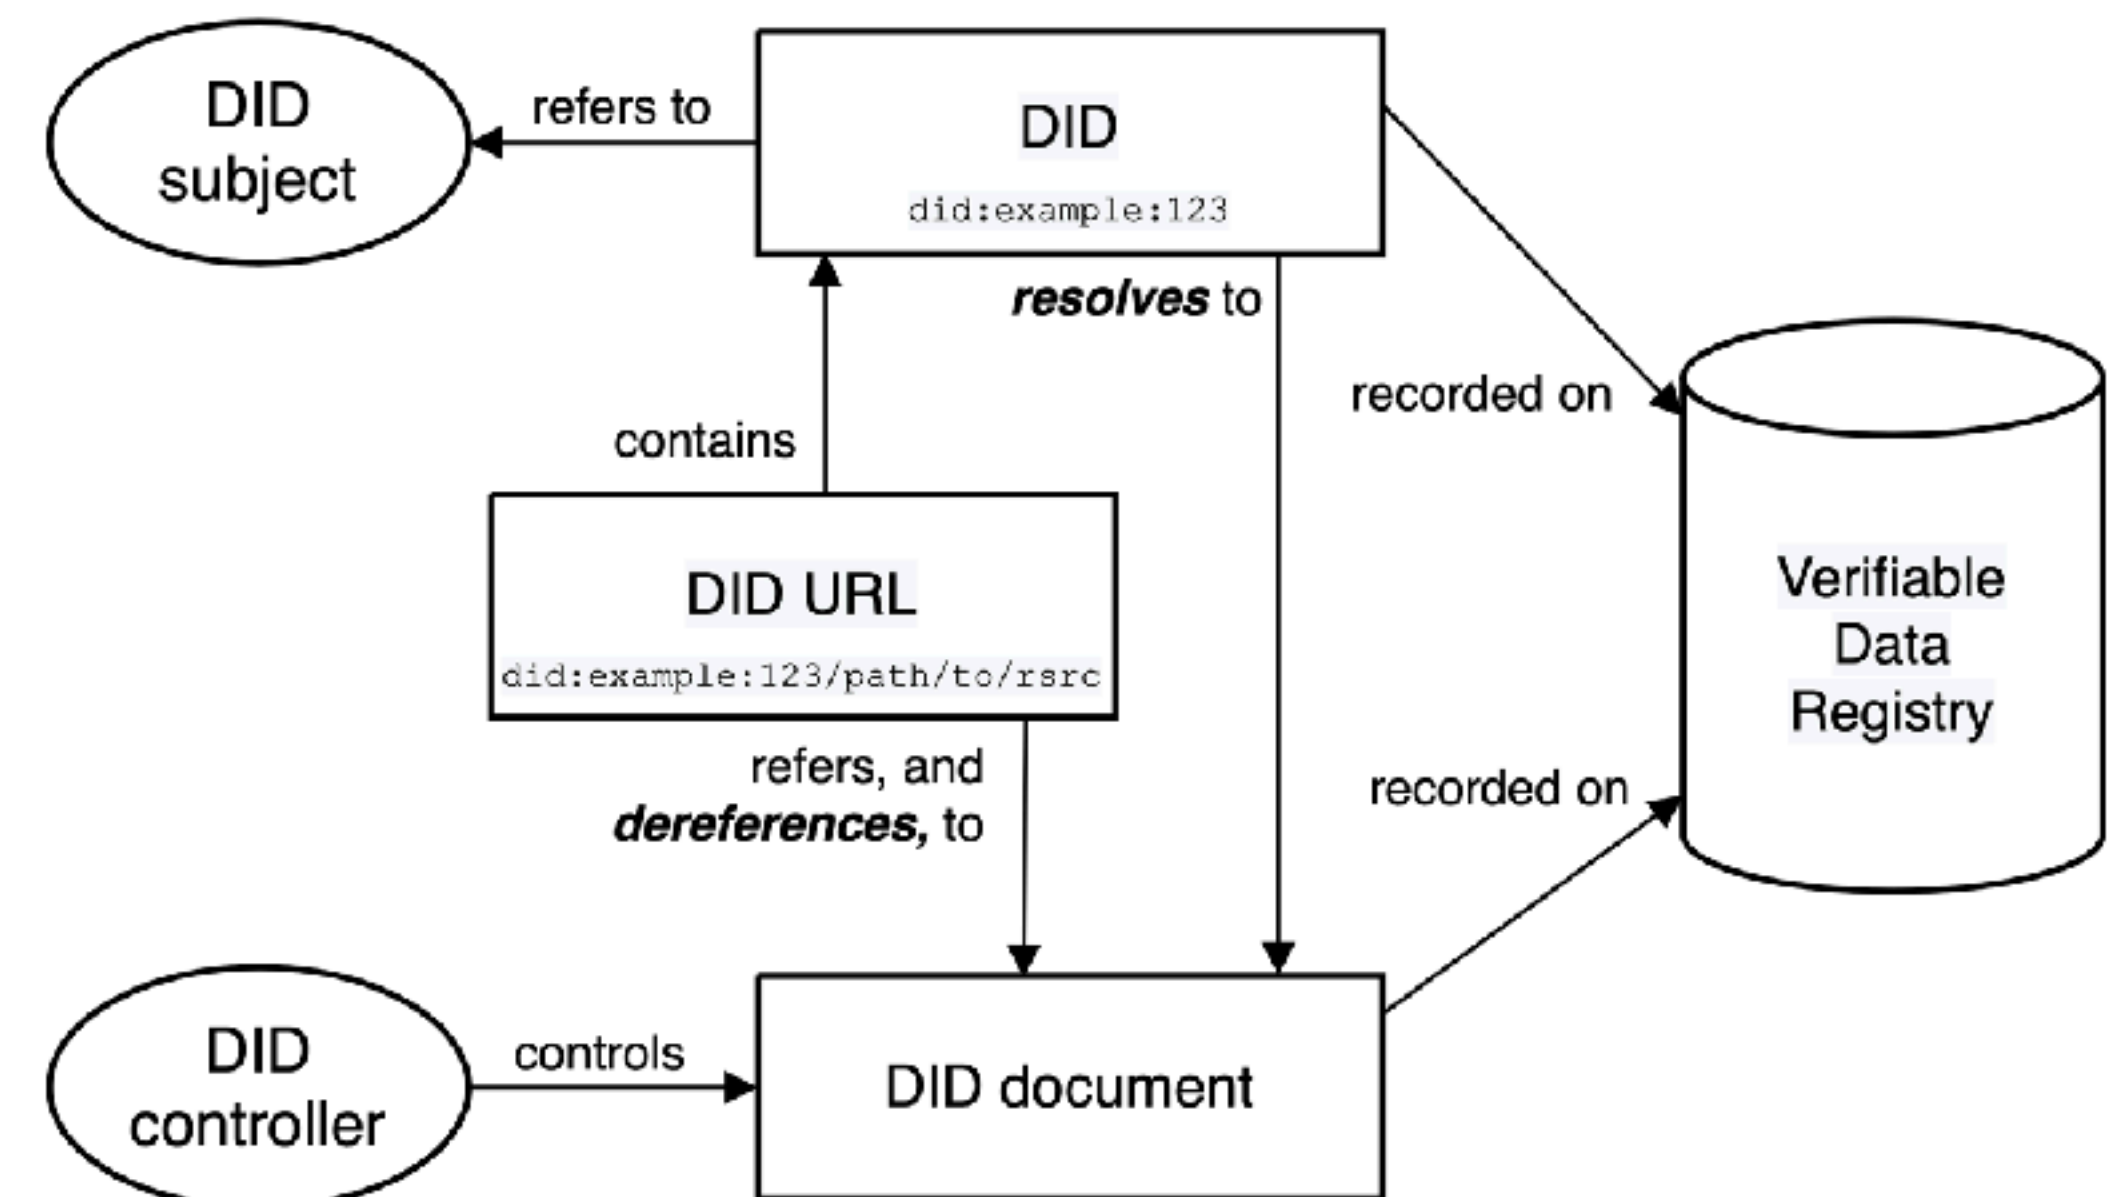 DID
subject
refers to
DID
did:example:123
resolves to
recorded on
contains
DID URL
did:example:123/path/to/rsrc
Verifiable
Data
Registry
refers, and
dereferences, to
recorded on
DID
controller
controls
DID document